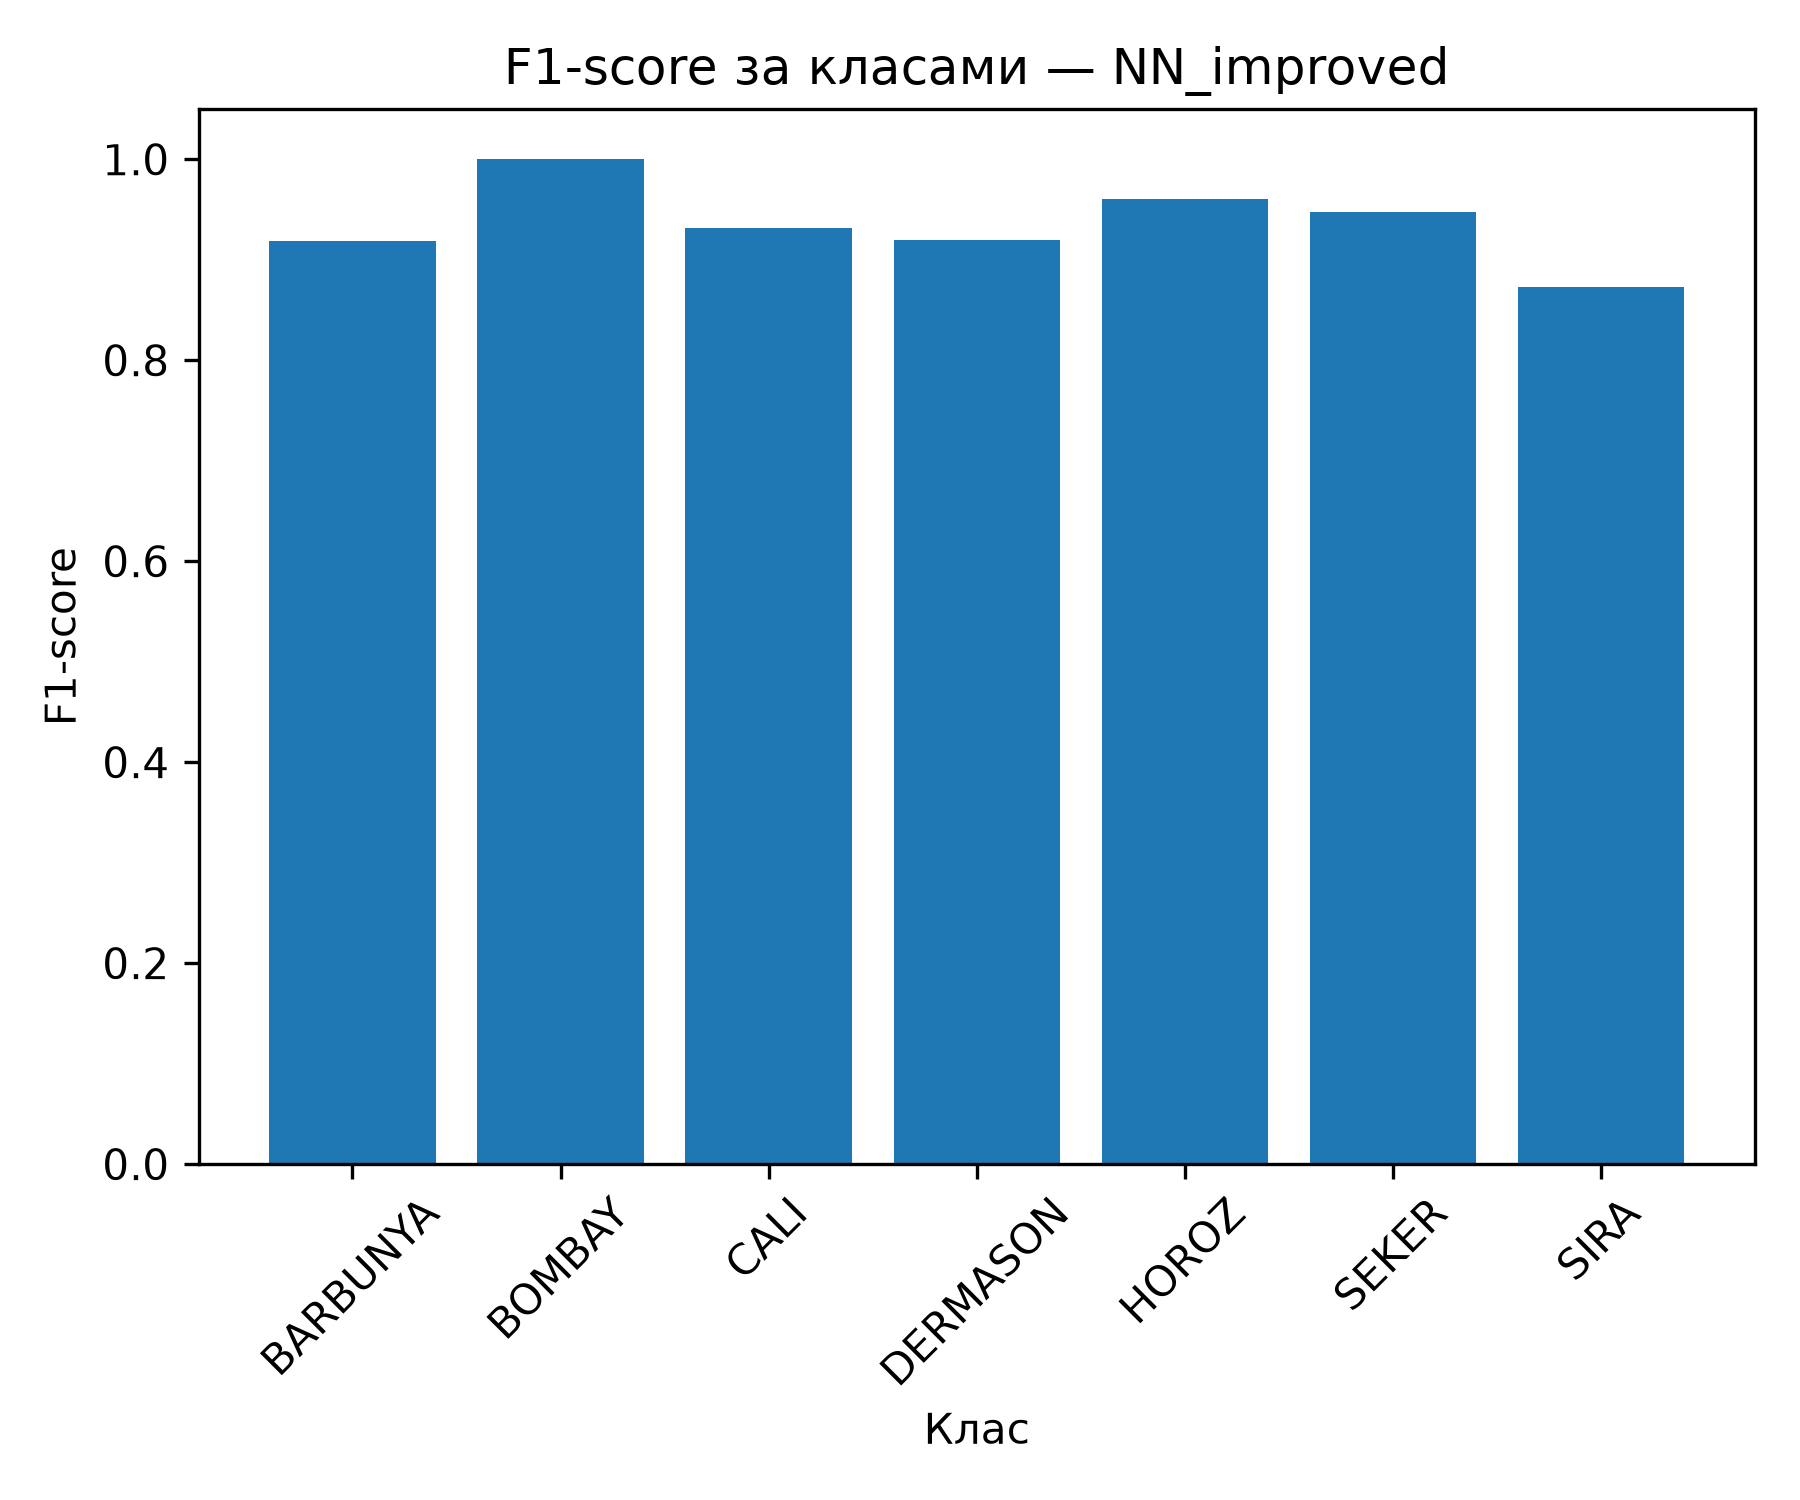 F1-score за класами — NN_improved
F1-score
1.0
0.8
0.6
0.4
0.2
0.0
BARBUNYA
BOMBAY
CALI
DERMASON
HOROZ
SEKER
SIRA
Клас